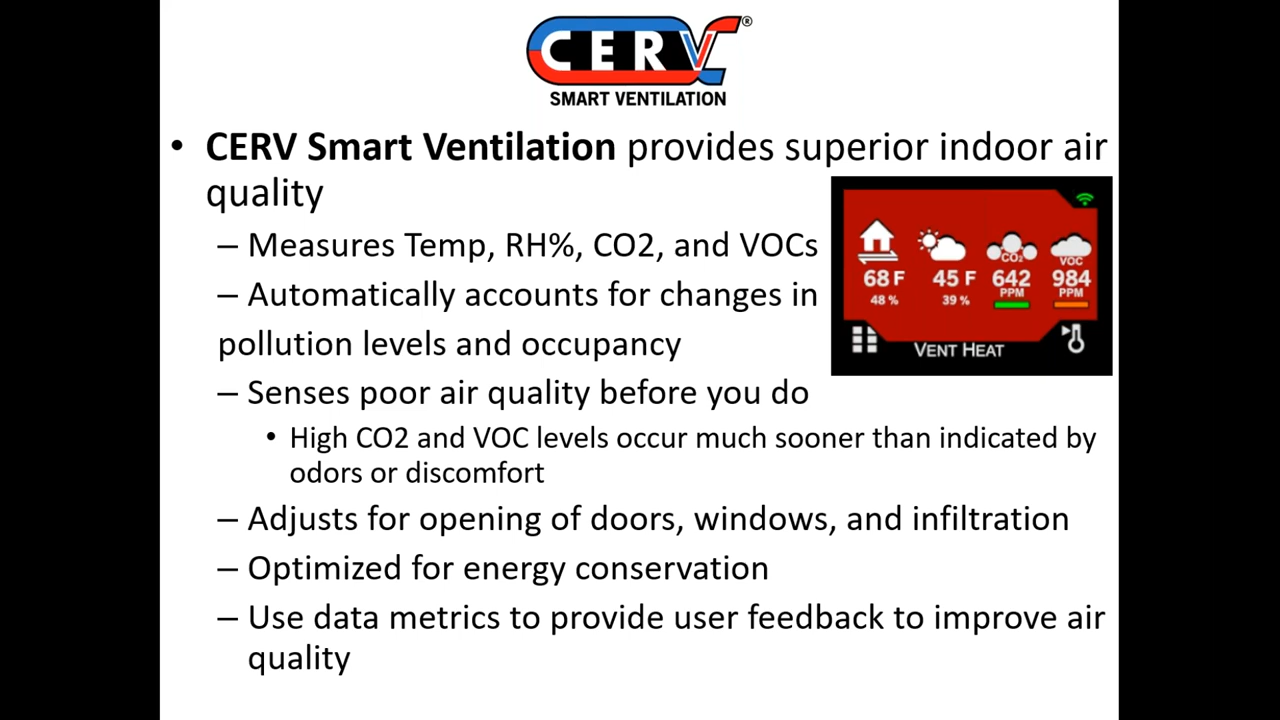 CERV®
SMART VENTILATION
• CERV Smart Ventilation provides superior indoor air
quality
– Measures Temp, RH%, CO2, and VOCs
– Automatically accounts for changes in
pollution levels and occupancy
– Senses poor air quality before you do
• High CO2 and VOC levels occur much sooner than indicated by
odors or discomfort
– Adjusts for opening of doors, windows, and infiltration
– Optimized for energy conservation
– Use data metrics to provide user feedback to improve air
quality
CO2 VOC
68 F 45 F 642 984
48 % 39 % PPM PPM
VENT HEAT